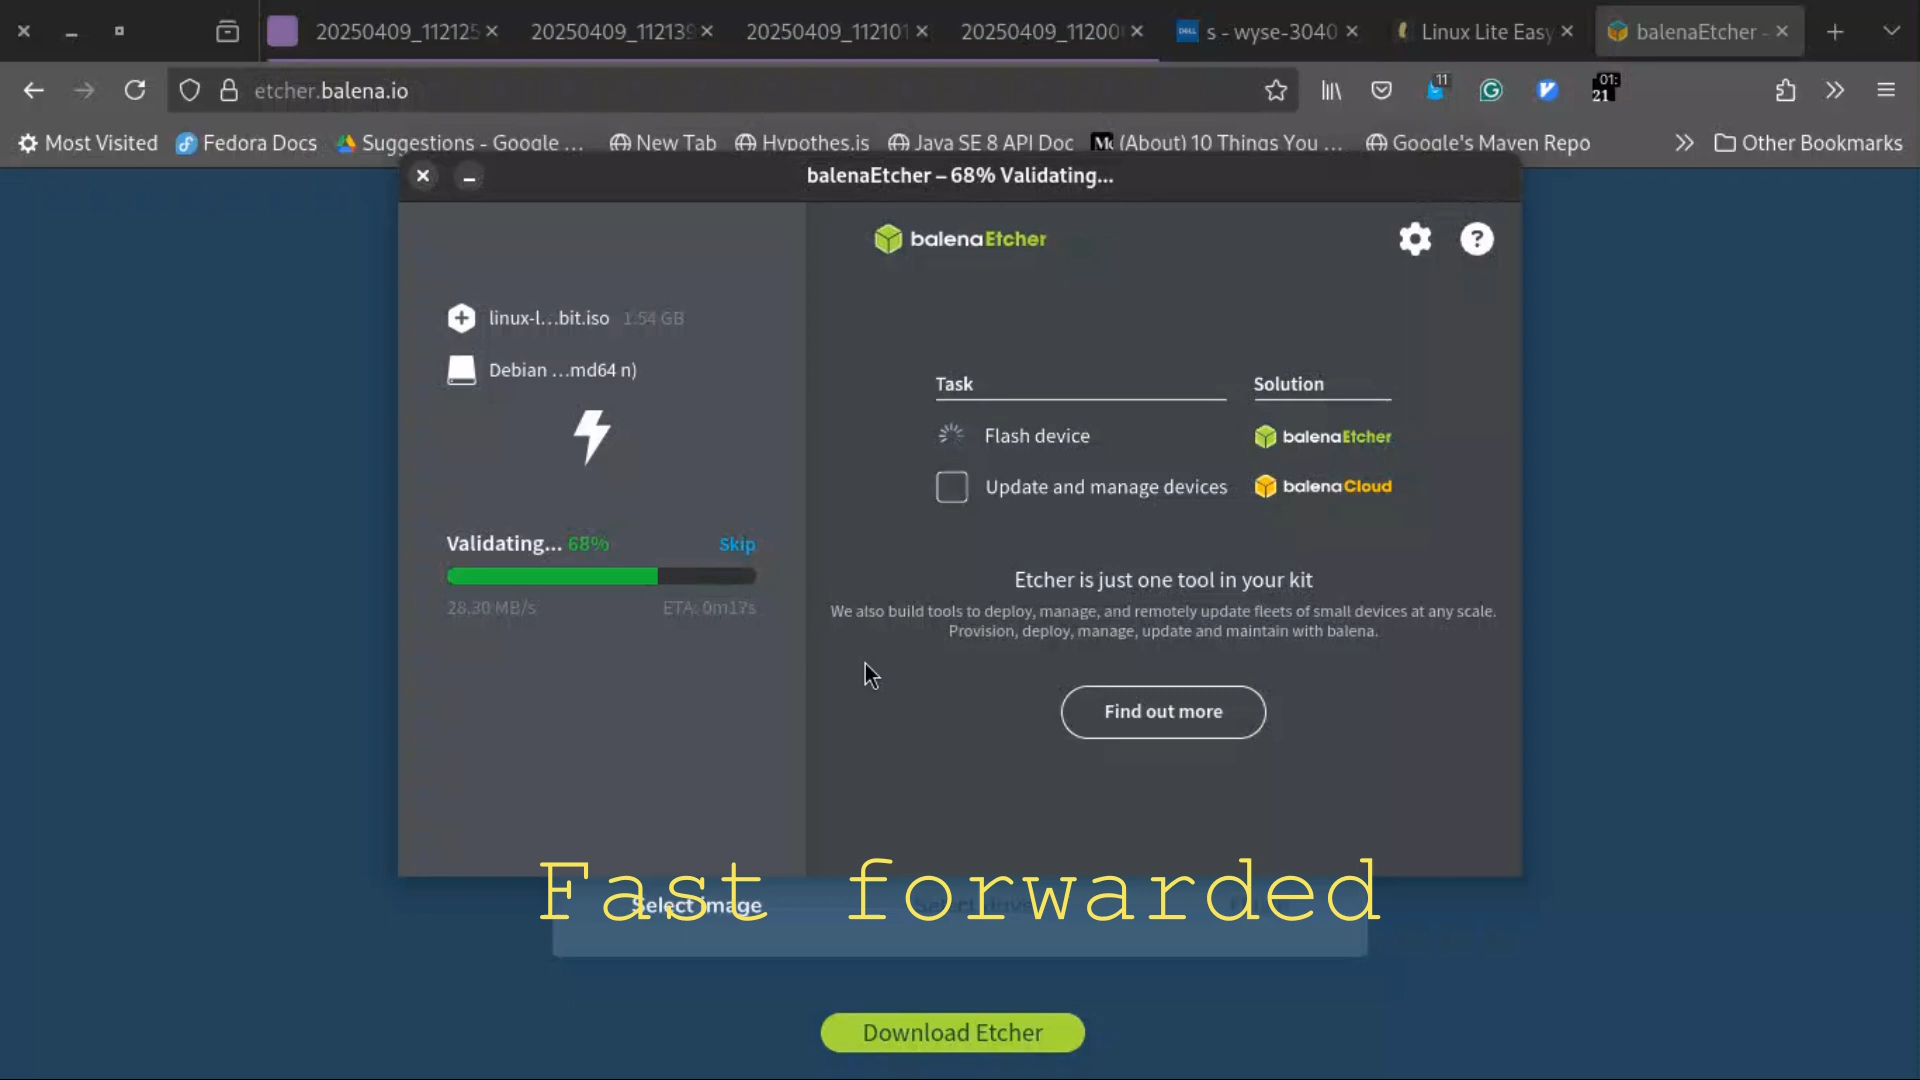 20250409_112125
20250409_112139
20250409_112101
20250409_11200
DELL
s - wyse-3040
Linux Lite Easy
balenaEtcher -
etcher.balena.io
11
01:
21
Most Visited
Fedora Docs
Suggestions - Google ...
New Tab
Hypothes.is
Java SE 8 API Doc
(About) 10 Things You ...
Google's Maven Repo
Other Bookmarks
balenaEtcher – 68% Validating...
balenaEtcher
?
linux-l...bit.iso 1.54 GB
Debian ...md64 n)
Task
Solution
Flash device
balenaEtcher
Update and manage devices
balenaCloud
Validating... 68%
Skip
28.30 MB/s
ETA: 0m17s
Etcher is just one tool in your kit
We also build tools to deploy, manage, and remotely update fleets of small devices at any scale.
Provision, deploy, manage, update and maintain with balena.
Find out more
Fast forwarded
Select image
Download Etcher